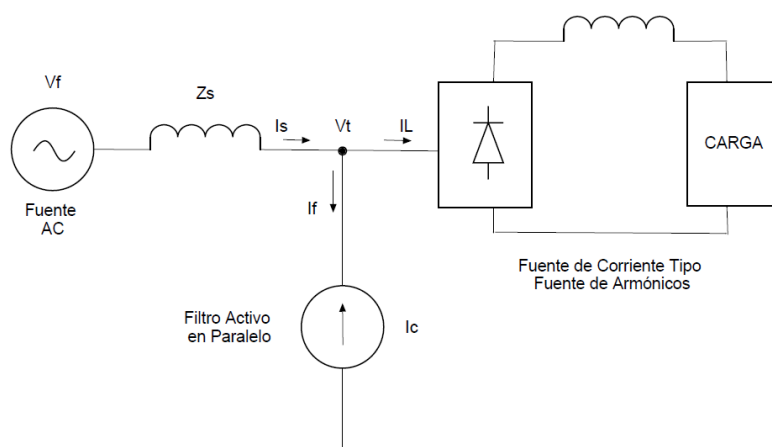 Vf
Zs
Is
Vt
IL
CARGA
Fuente
AC
If
Fuente de Corriente Tipo
Fuente de Armónicos
Filtro Activo
en Paralelo
Ic